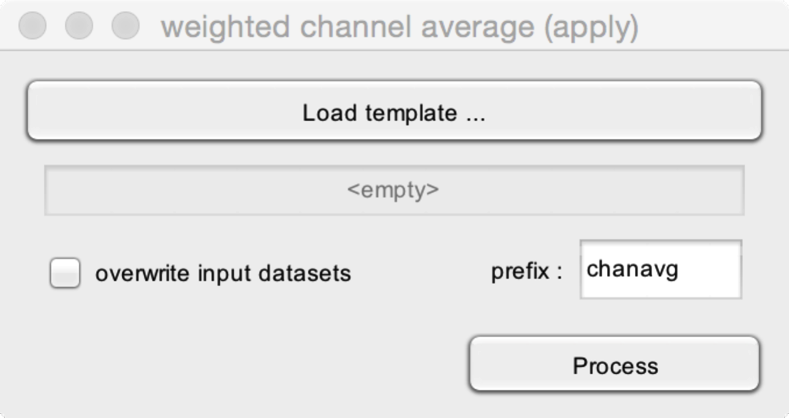 weighted channel average (apply)
Load template ...
<empty>
overwrite input datasets prefix : chanavg
Process